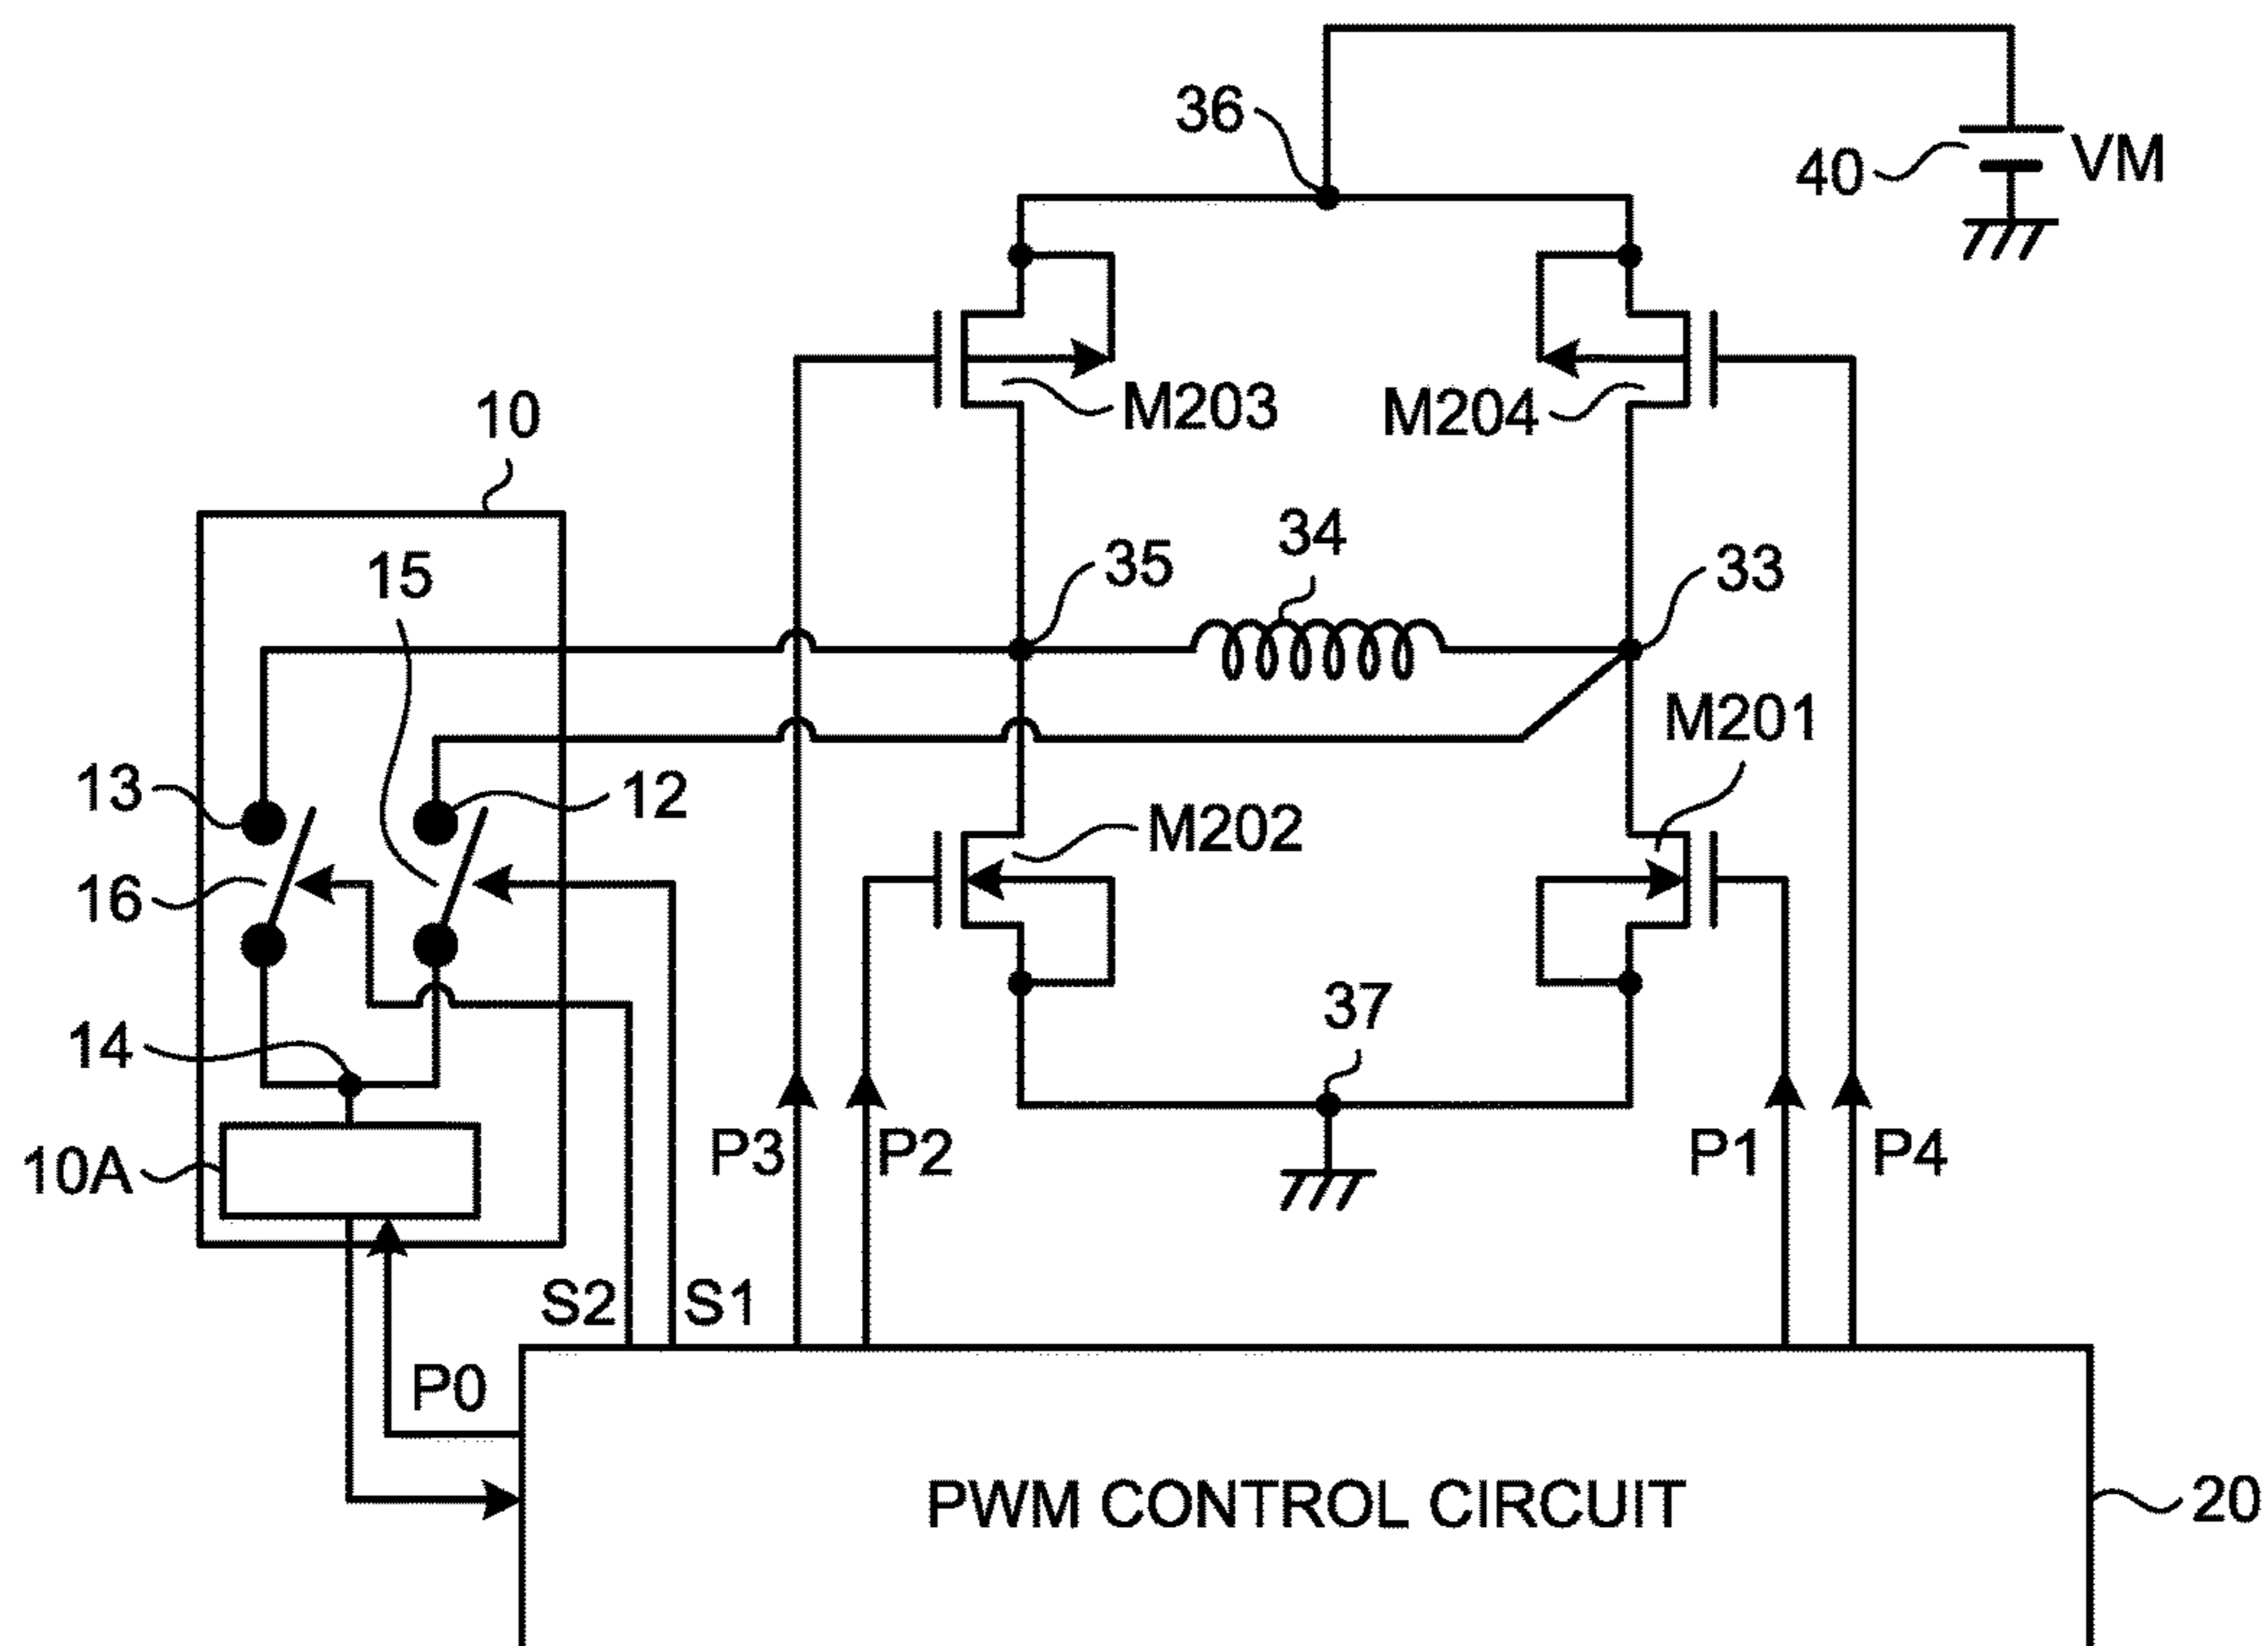 36
40
VM
M203
M204
10
15
35
34
33
M201
13
12
M202
16
14
37
10A
P3
P2
P1
P4
S2
S1
P0
PWM CONTROL CIRCUIT
20